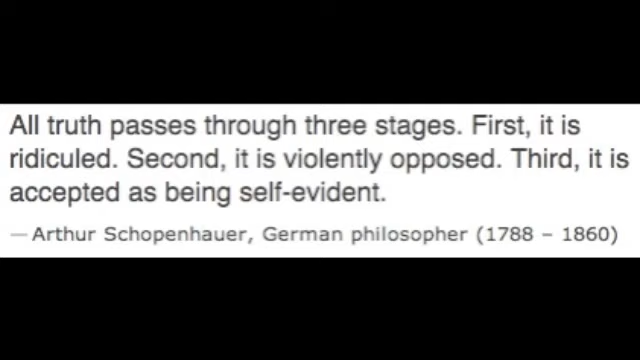 All truth passes through three stages. First, it is
ridiculed. Second, it is violently opposed. Third, it is
accepted as being self-evident.
— Arthur Schopenhauer, German philosopher (1788 – 1860)